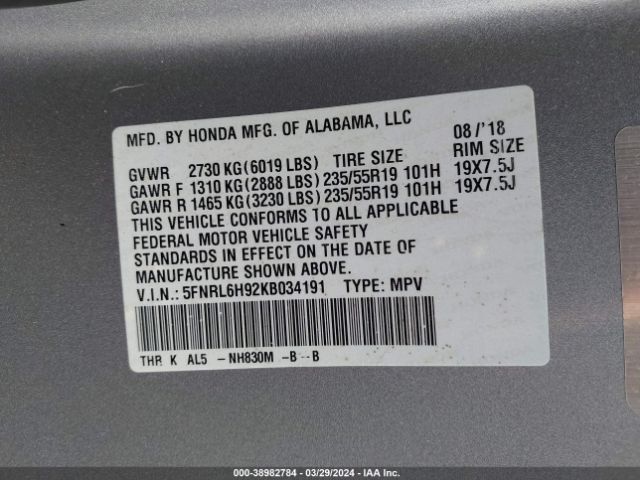 MFD. BY HONDA MFG. OF ALABAMA, LLC 08/'18
GVWR 2730 KG(6019 LBS) TIRE SIZE RIM SIZE
GAWR F 1310 KG(2888 LBS)235/55R19 101H 19X7.5J
GAWR R 1465 KG(3230 LBS)235/55R19 101H 19X7.5J
THIS VEHICLE CONFORMS TO ALL APPLICABLE
FEDERAL MOTOR VEHICLE SAFETY
STANDARDS IN EFFECT ON THE DATE OF
MANUFACTURE SHOWN ABOVE.
V.I.N.: 5FNRL6H92KB034191 TYPE: MPV
THR K AL5 -NH830M -B--B
000-38982784 | 03/29/2024 | IAA Inc.